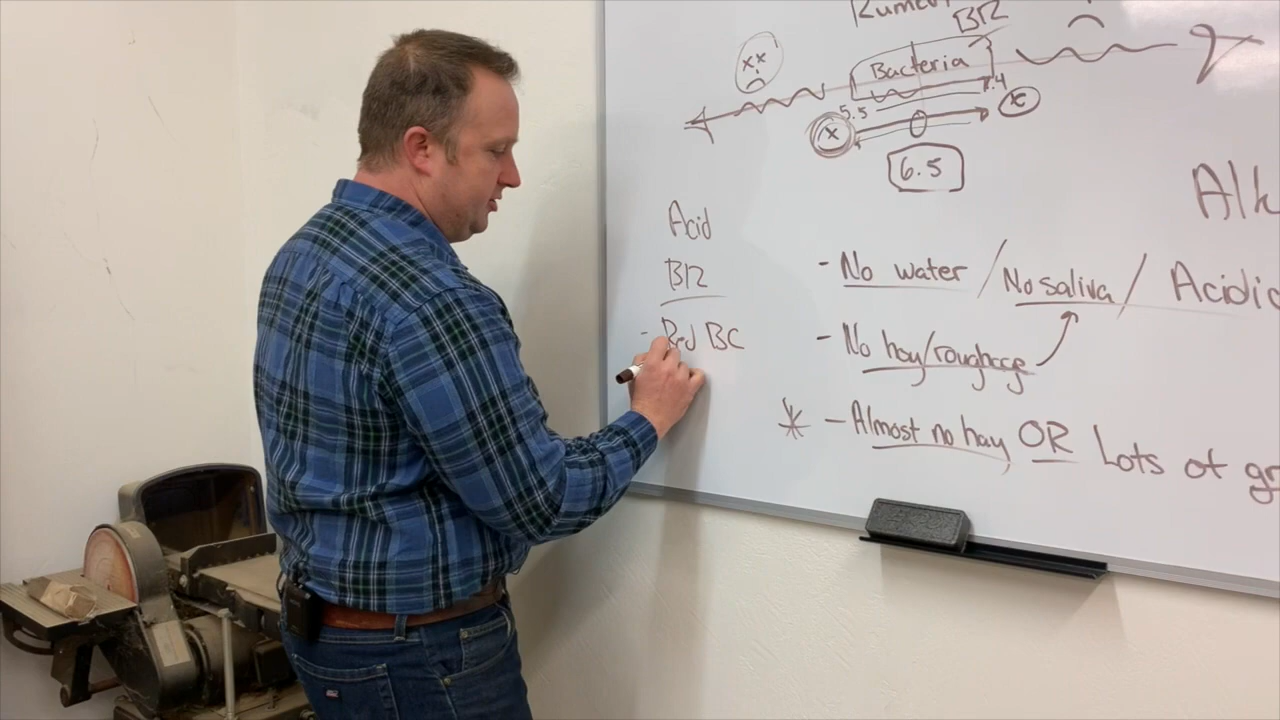 Rumen
B12
Bacteria
5.5
7.4
6.5
Alk
Acid
B12
- Red BC
- No water / No saliva / Acidic
- No hay/roughage
* - Almost no hay OR Lots of gr